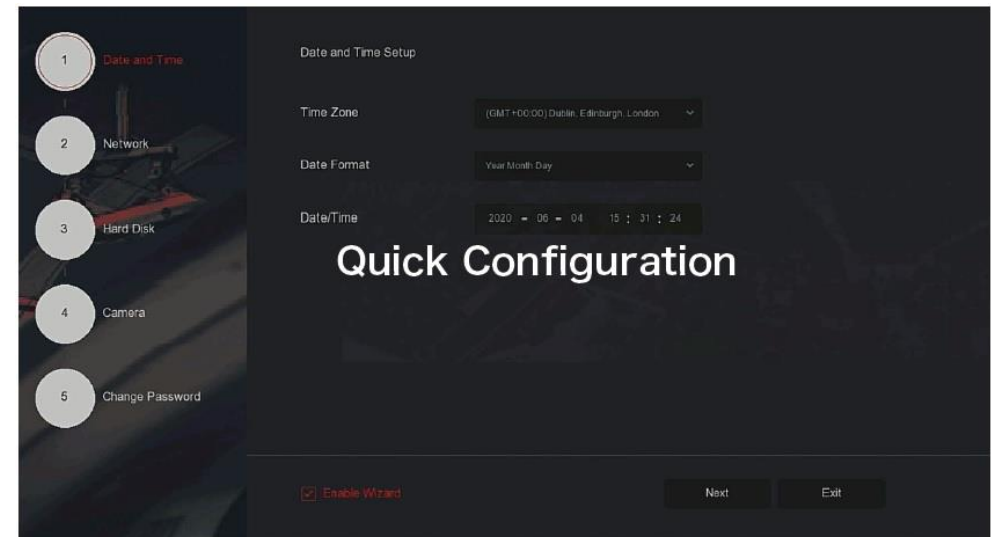 1 Date and Time
2 Network
3 Hard Disk
4 Camera
5 Change Password
Date and Time Setup
Time Zone (GMT+00:00) Dublin, Edinburgh, London
Date Format Year Month Day
Date/Time 2020 - 06 - 04 15 : 31 : 24
Quick Configuration
Enable Wizard Next Exit